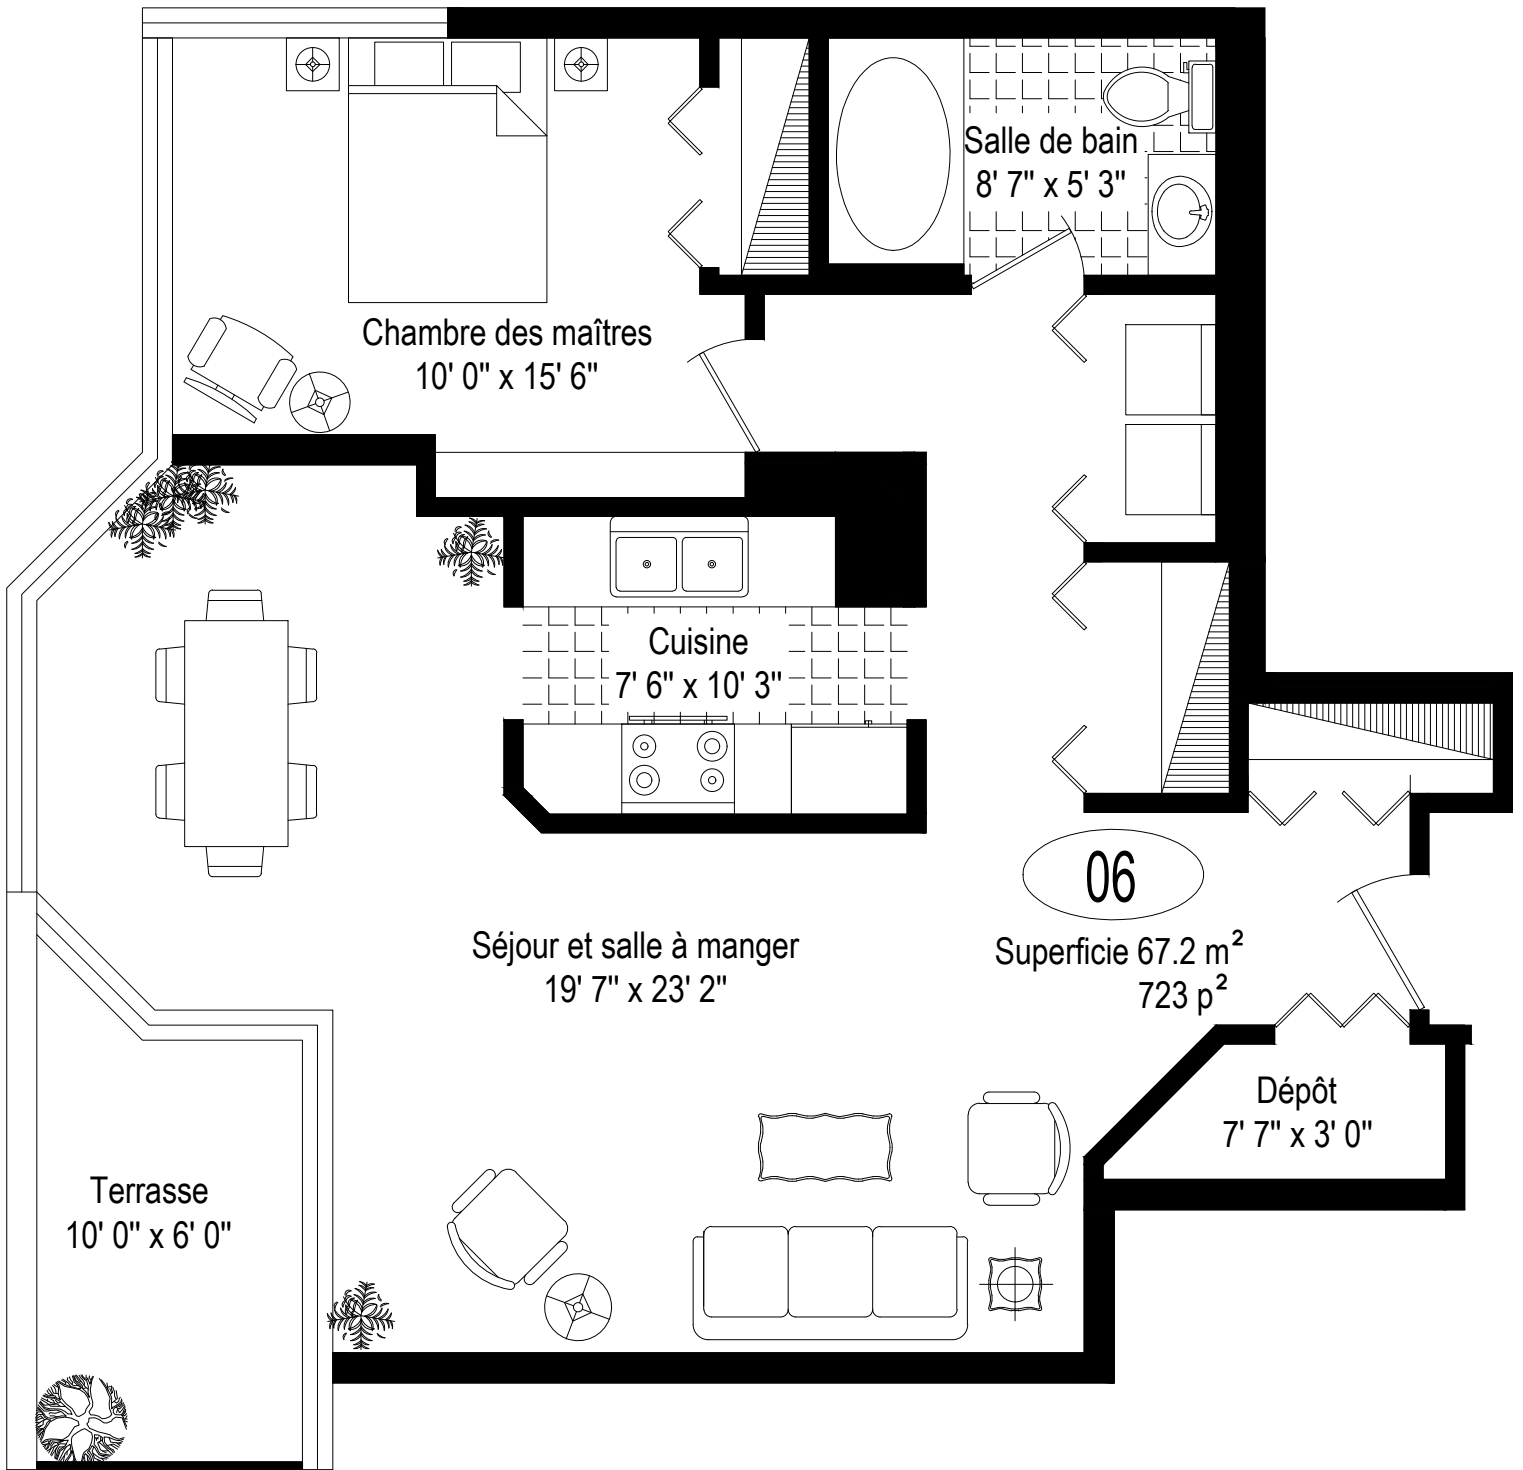 Salle de bain
8' 7" x 5' 3"
Chambre des maîtres
10' 0" x 15' 6"
Cuisine
7' 6" x 10' 3"
06
Séjour et salle à manger
19' 7" x 23' 2"
Superficie 67.2 m²
723 p²
Dépôt
7' 7" x 3' 0"
Terrasse
10' 0" x 6' 0"